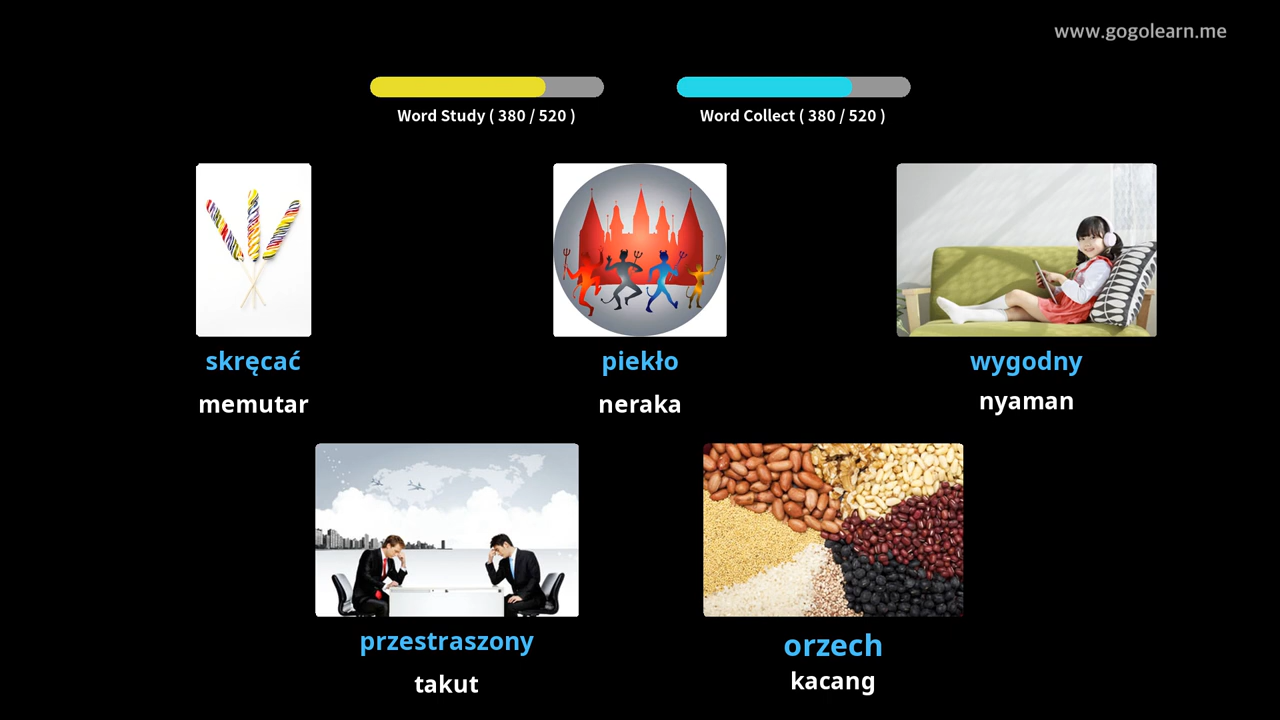 www.gogolearn.me
Word Study ( 380 / 520 )
Word Collect ( 380 / 520 )
skręcać
memutar
piekło
neraka
wygodny
nyaman
przestraszony
takut
orzech
kacang